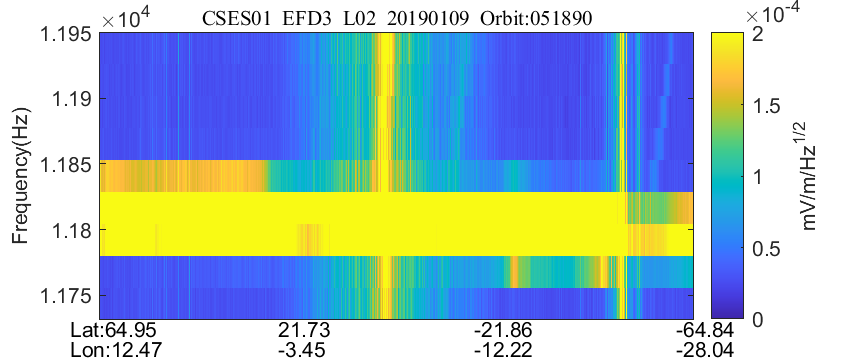 CSES01 EFD3 L02 20190109 Orbit:051890
×10⁴
×10⁻⁴
1.195
1.19
1.185
1.18
1.175
Frequency(Hz)
2
1.5
1
0.5
0
mV/m/Hz¹/²
Lat:64.95 21.73 -21.86 -64.84
Lon:12.47 -3.45 -12.22 -28.04